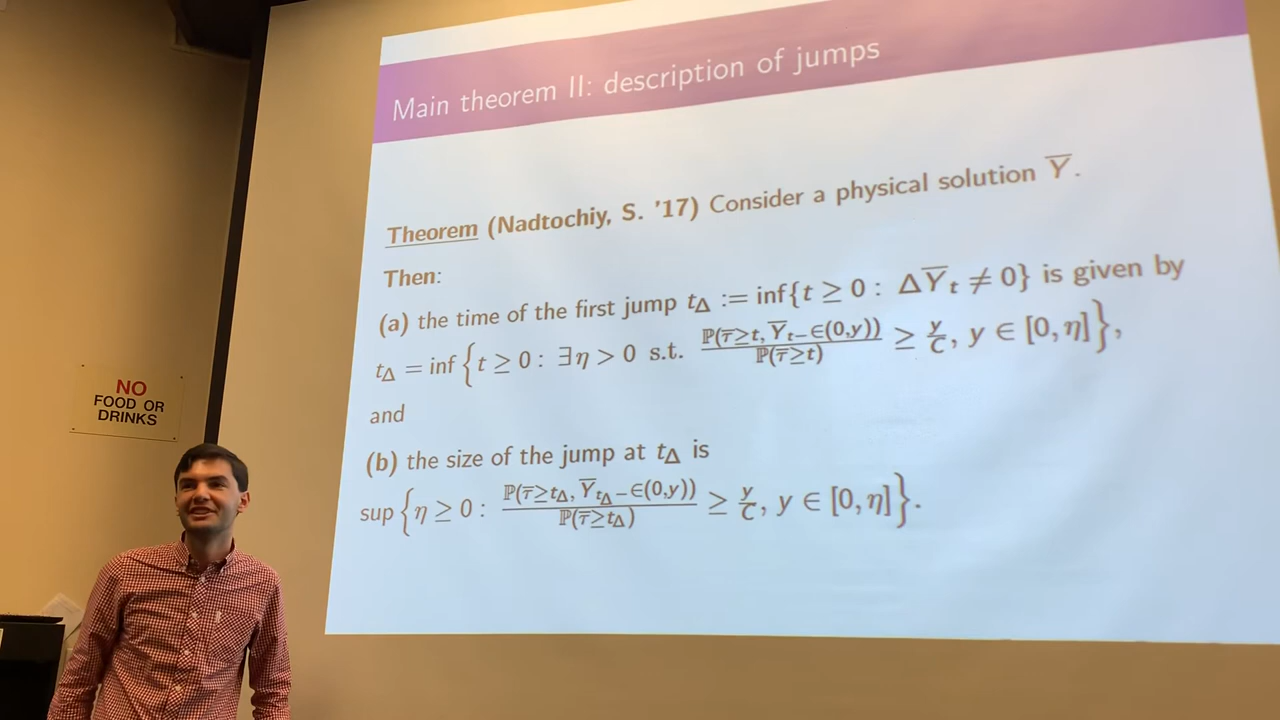 Main theorem II: description of jumps
Theorem (Nadtochiy, S. '17) Consider a physical solution Y̅.
Then:
(a) the time of the first jump t_Δ := inf{t ≥ 0 : ΔY̅_t ≠ 0} is given by
t_Δ = inf{t ≥ 0 : ∃η > 0 s.t. ℙ(τ̅≥t, Y̅_{t−}∈(0,y)) / ℙ(τ̅≥t) ≥ y/C, y ∈ [0, η]},
and
(b) the size of the jump at t_Δ is
sup{η ≥ 0 : ℙ(τ̅≥t_Δ, Y̅_{t_Δ−}∈(0,y)) / ℙ(τ̅≥t_Δ) ≥ y/C, y ∈ [0, η]}.
NO
FOOD OR
DRINKS